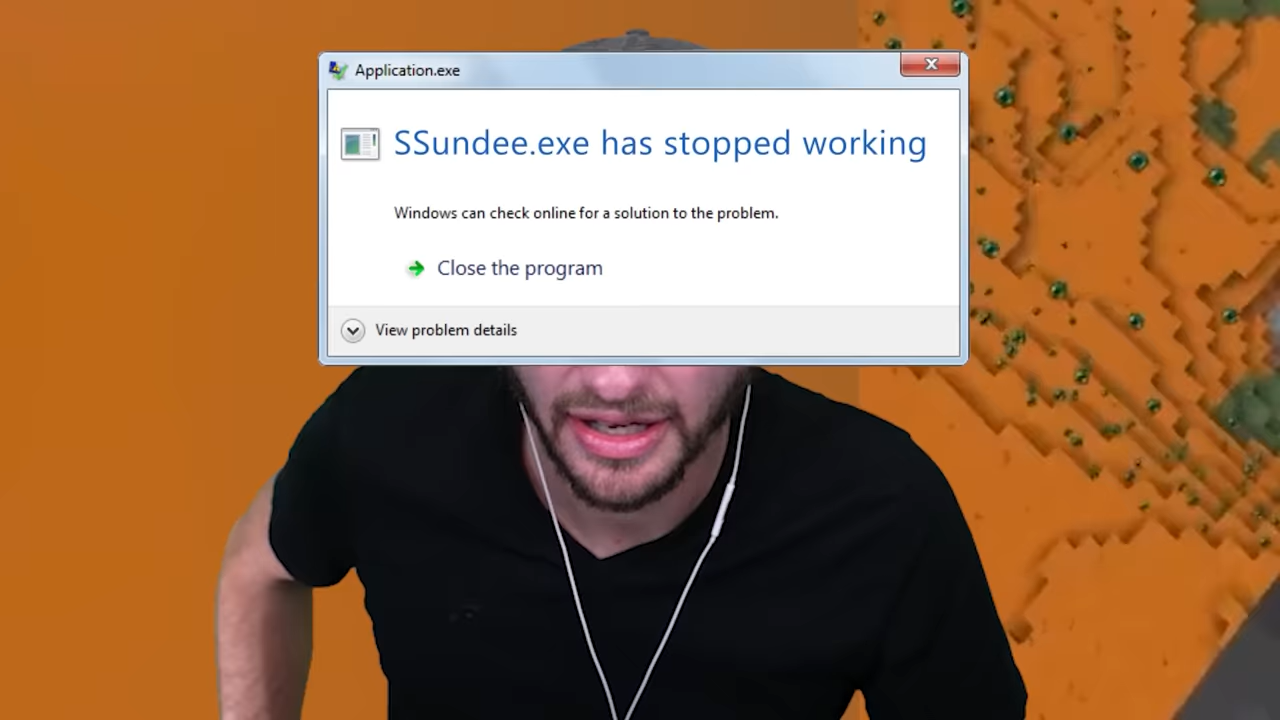 Application.exe
SSundee.exe has stopped working
Windows can check online for a solution to the problem.
Close the program
View problem details